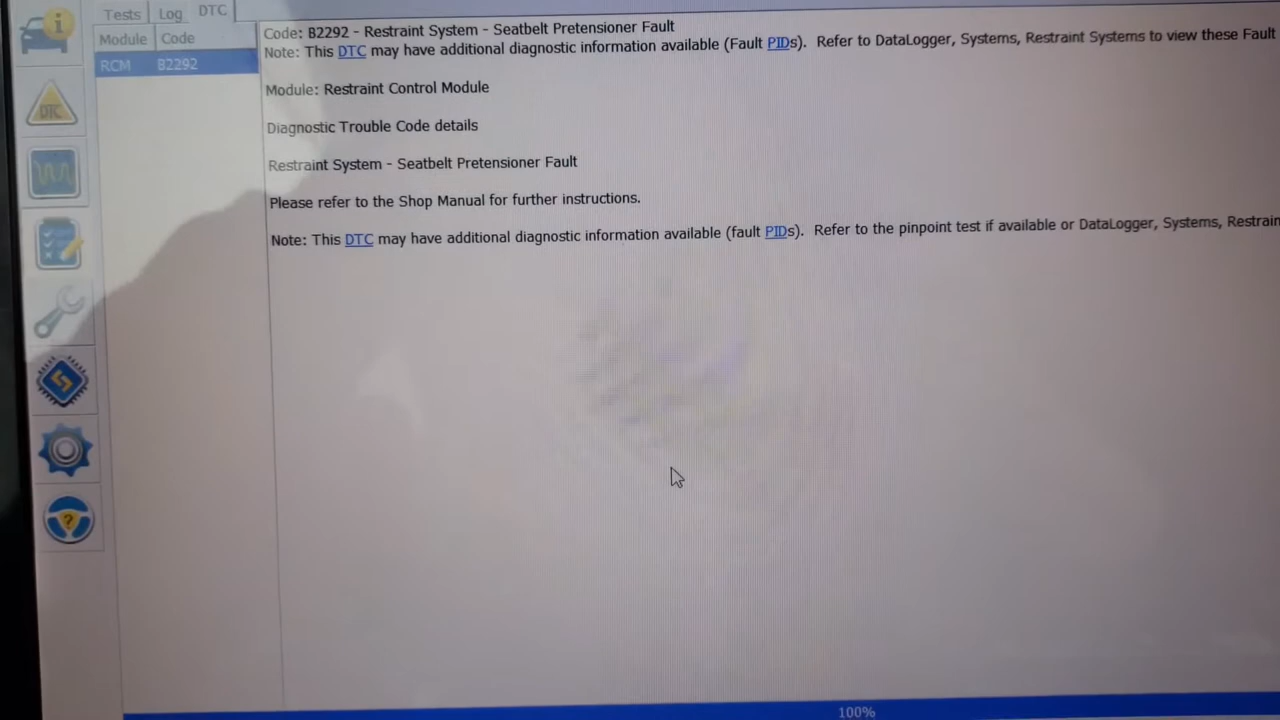 Tests Log DTC
Module Code
RCM B2292
Code: B2292 - Restraint System - Seatbelt Pretensioner Fault
Note: This DTC may have additional diagnostic information available (Fault PIDs). Refer to DataLogger, Systems, Restraint Systems to view these Fault
Module: Restraint Control Module
Diagnostic Trouble Code details
Restraint System - Seatbelt Pretensioner Fault
Please refer to the Shop Manual for further instructions.
Note: This DTC may have additional diagnostic information available (fault PIDs). Refer to the pinpoint test if available or DataLogger, Systems, Restrain
DTC
?
100%